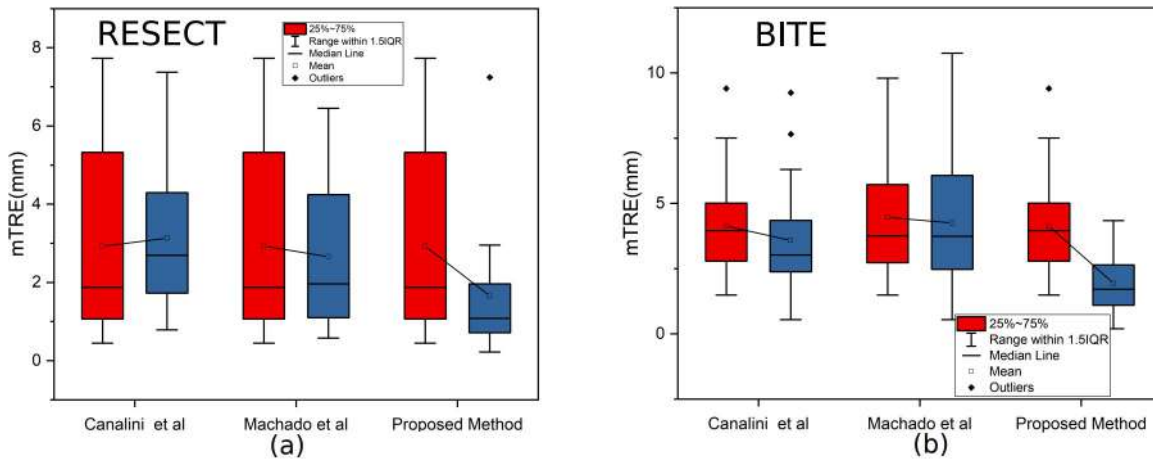 RESECT
25%~75%
Range within 1.5IQR
Median Line
Mean
Outliers
mTRE(mm)
8
6
4
2
0
Canalini et al
Machado et al
Proposed Method
(a)
BITE
mTRE(mm)
10
5
0
25%~75%
Range within 1.5IQR
Median Line
Mean
Outliers
Canalini et al
Machado et al
Proposed Method
(b)